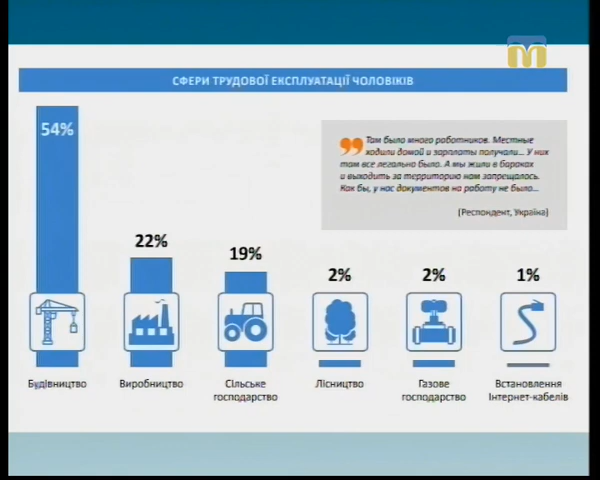 m
СФЕРИ ТРУДОВОЇ ЕКСПЛУАТАЦІЇ ЧОЛОВІКІВ
Там было много работников. Местные
ходили домой и зарплаты получали... У них
там все легально было. А мы жили в бараках
и выходить за территорию нам запрещалось.
Как бы, у нас документов на работу не было...
(Респондент, Україна)
54%
22%
19%
2%
2%
1%
Будівництво
Виробництво
Сільське
господарство
Лісництво
Газове
господарство
Встановлення
Інтернет-кабелів